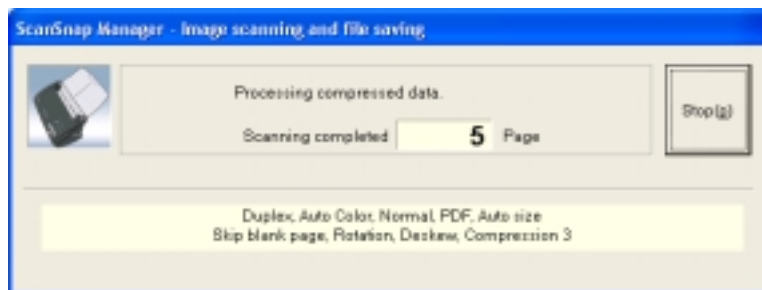 ScanSnap Manager - Image scanning and file saving
Processing compressed data.
Stop(g)
Scanning completed 5 Page
Duplex, Auto Color, Normal, PDF, Auto size
Skip blank page, Rotation, Deskew, Compression 3